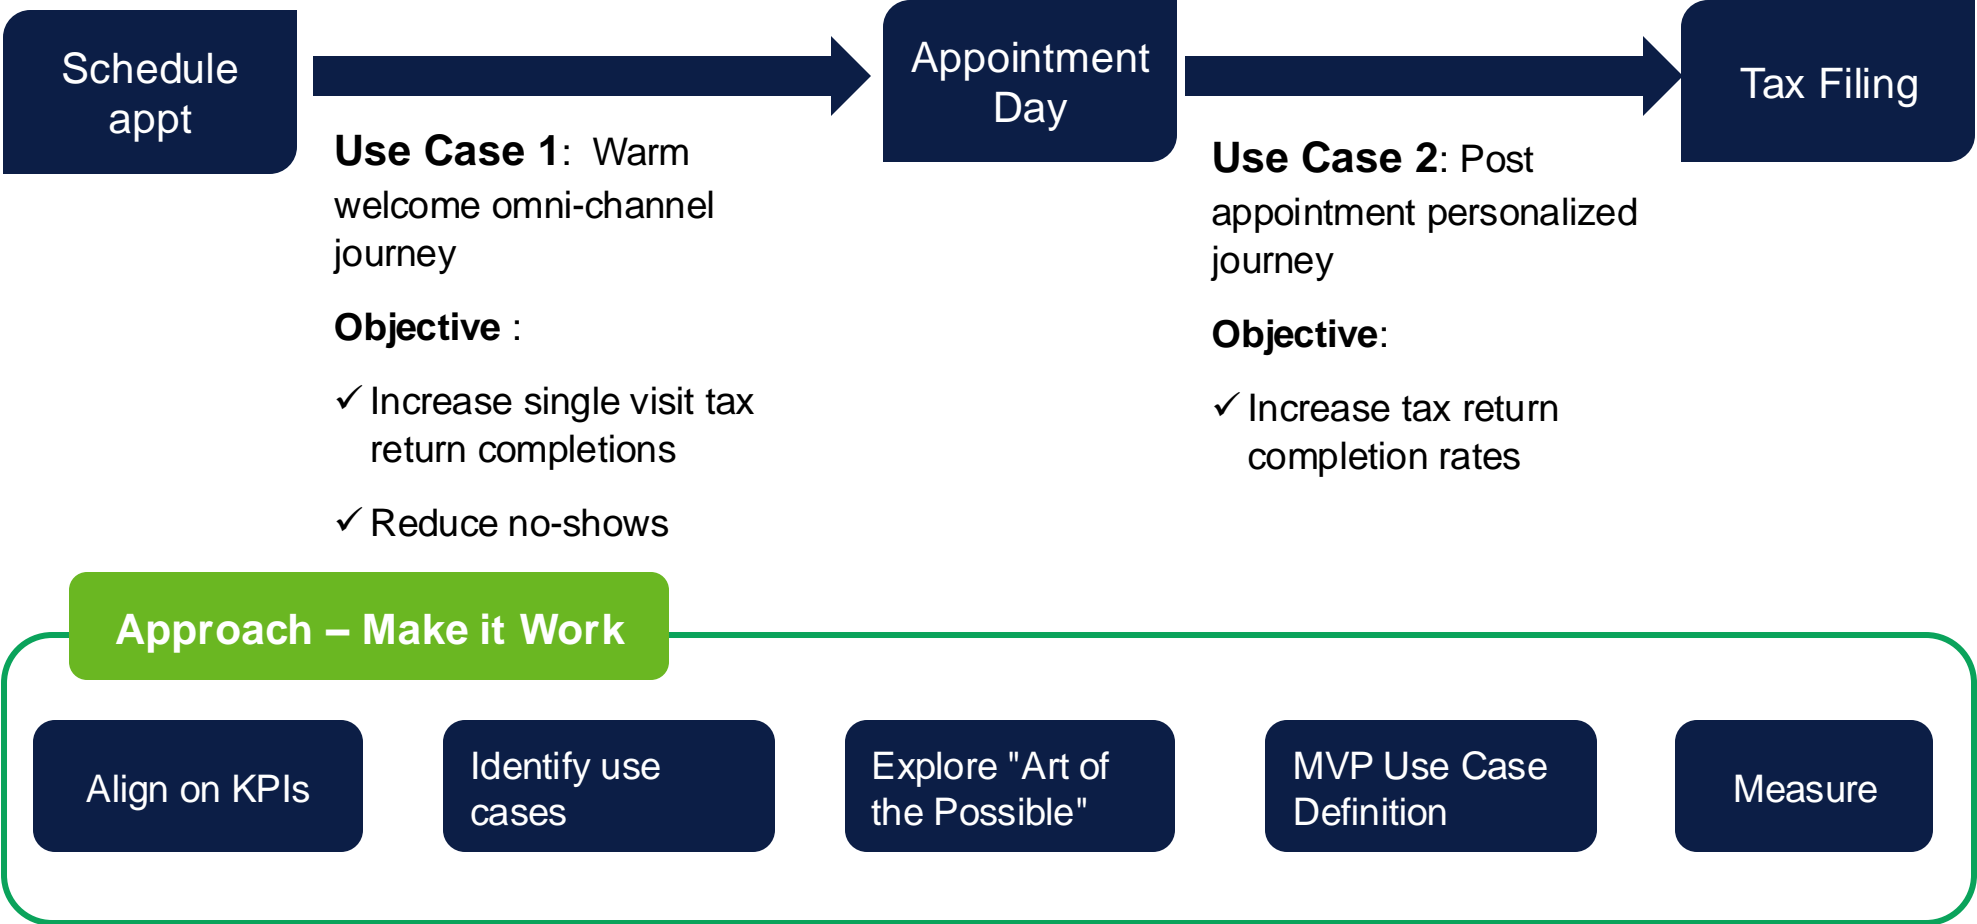 Schedule
appt
Appointment
Day
Tax Filing
Use Case 1:  Warm
welcome omni-channel
journey
Objective :
✓ Increase single visit tax
return completions
✓ Reduce no-shows
Use Case 2: Post
appointment personalized
journey
Objective:
✓ Increase tax return
completion rates
Approach – Make it Work
Align on KPIs
Identify use
cases
Explore "Art of
the Possible"
MVP Use Case
Definition
Measure